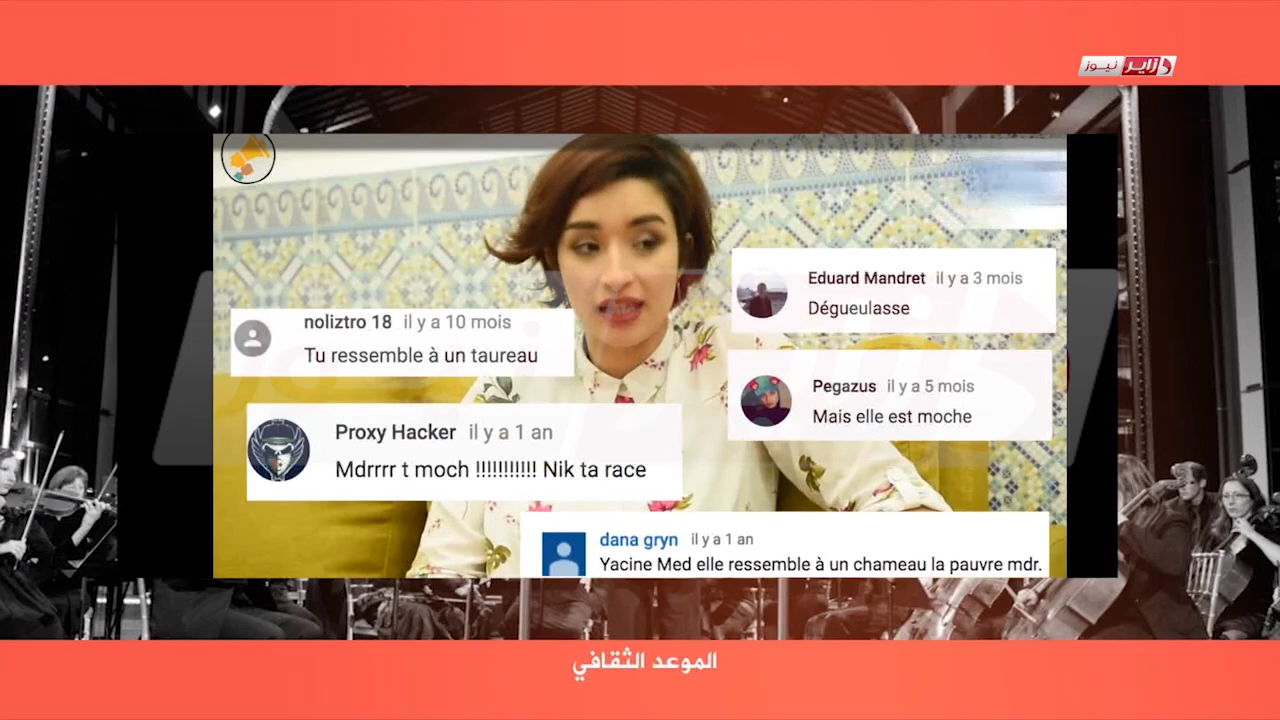 زاير نيوز
noliztro 18 il y a 10 mois
Tu ressemble à un taureau
Eduard Mandret il y a 3 mois
Dégueulasse
Proxy Hacker il y a 1 an
Mdrrrr t moch !!!!!!!!!!! Nik ta race
Pegazus il y a 5 mois
Mais elle est moche
dana gryn il y a 1 an
Yacine Med elle ressemble à un chameau la pauvre mdr.
الموعد الثقافي